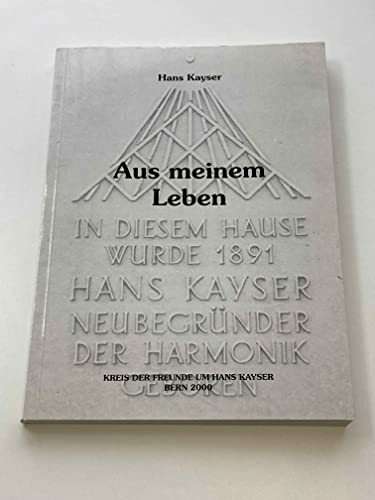 Hans Kayser
Aus meinem
Leben
IN DIESEM HAUSE
WURDE 1891
HANS KAYSER
NEUBEGRÜNDER
DER HARMONIK
KREIS DER FREUNDE UM HANS KAYSER
BERN 2000
GEBOREN